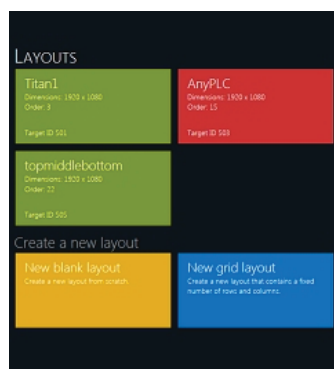 LAYOUTS
Titan1
Dimensions: 1920 x 1080
Order: 3
Target ID 501
AnyPLC
Dimensions: 1920 x 1080
Order: 15
Target ID 503
topmiddlebottom
Dimensions: 1920 x 1080
Order: 22
Target ID 505
Create a new layout
New blank layout
Create a new layout from scratch.
New grid layout
Create a new layout that contains a fixed
number of rows and columns.